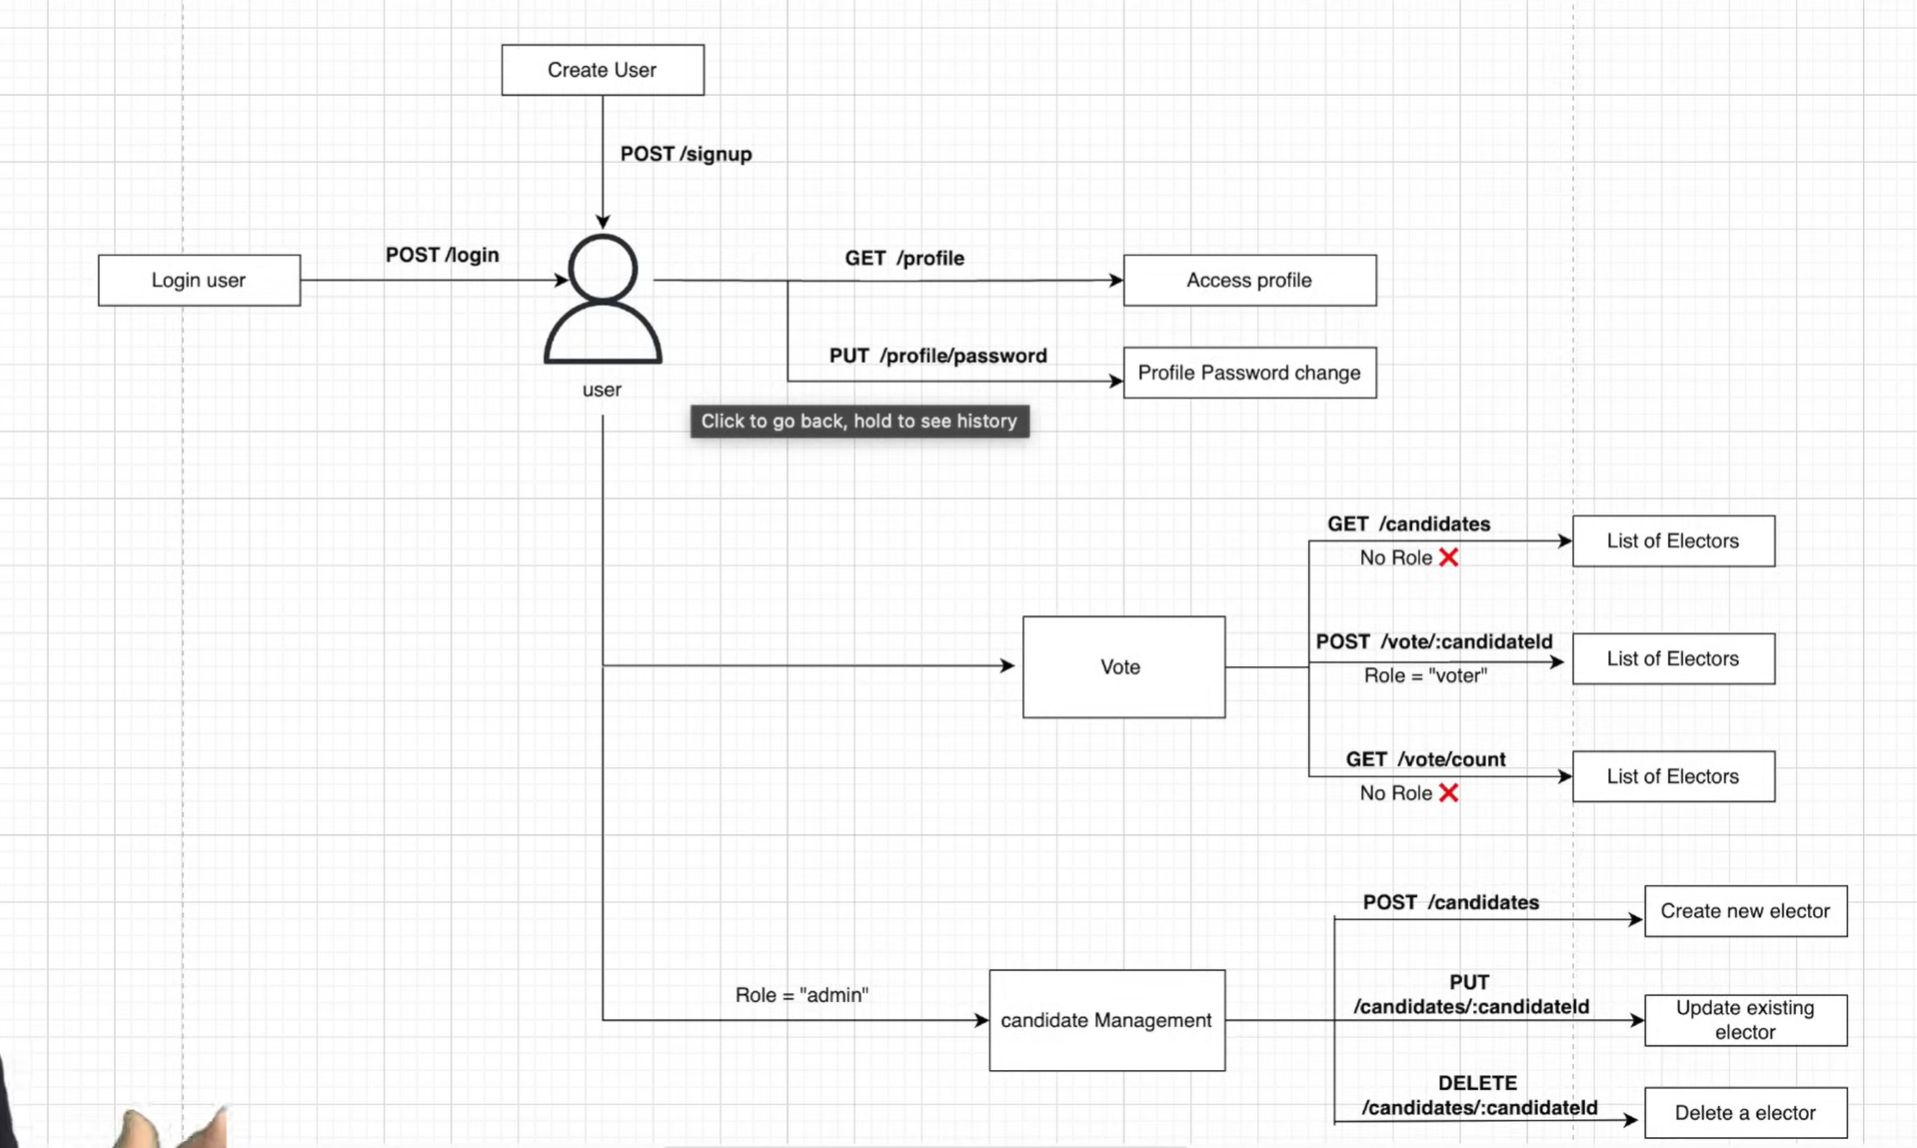 Create User
POST /signup
Login user
POST /login
GET /profile
Access profile
PUT /profile/password
Profile Password change
user
Click to go back, hold to see history
GET /candidates
No Role ❌
List of Electors
Vote
POST /vote/:candidateId
Role = "voter"
List of Electors
GET /vote/count
No Role ❌
List of Electors
Role = "admin"
candidate Management
POST /candidates
Create new elector
PUT
/candidates/:candidateId
Update existing
elector
DELETE
/candidates/:candidateId
Delete a elector